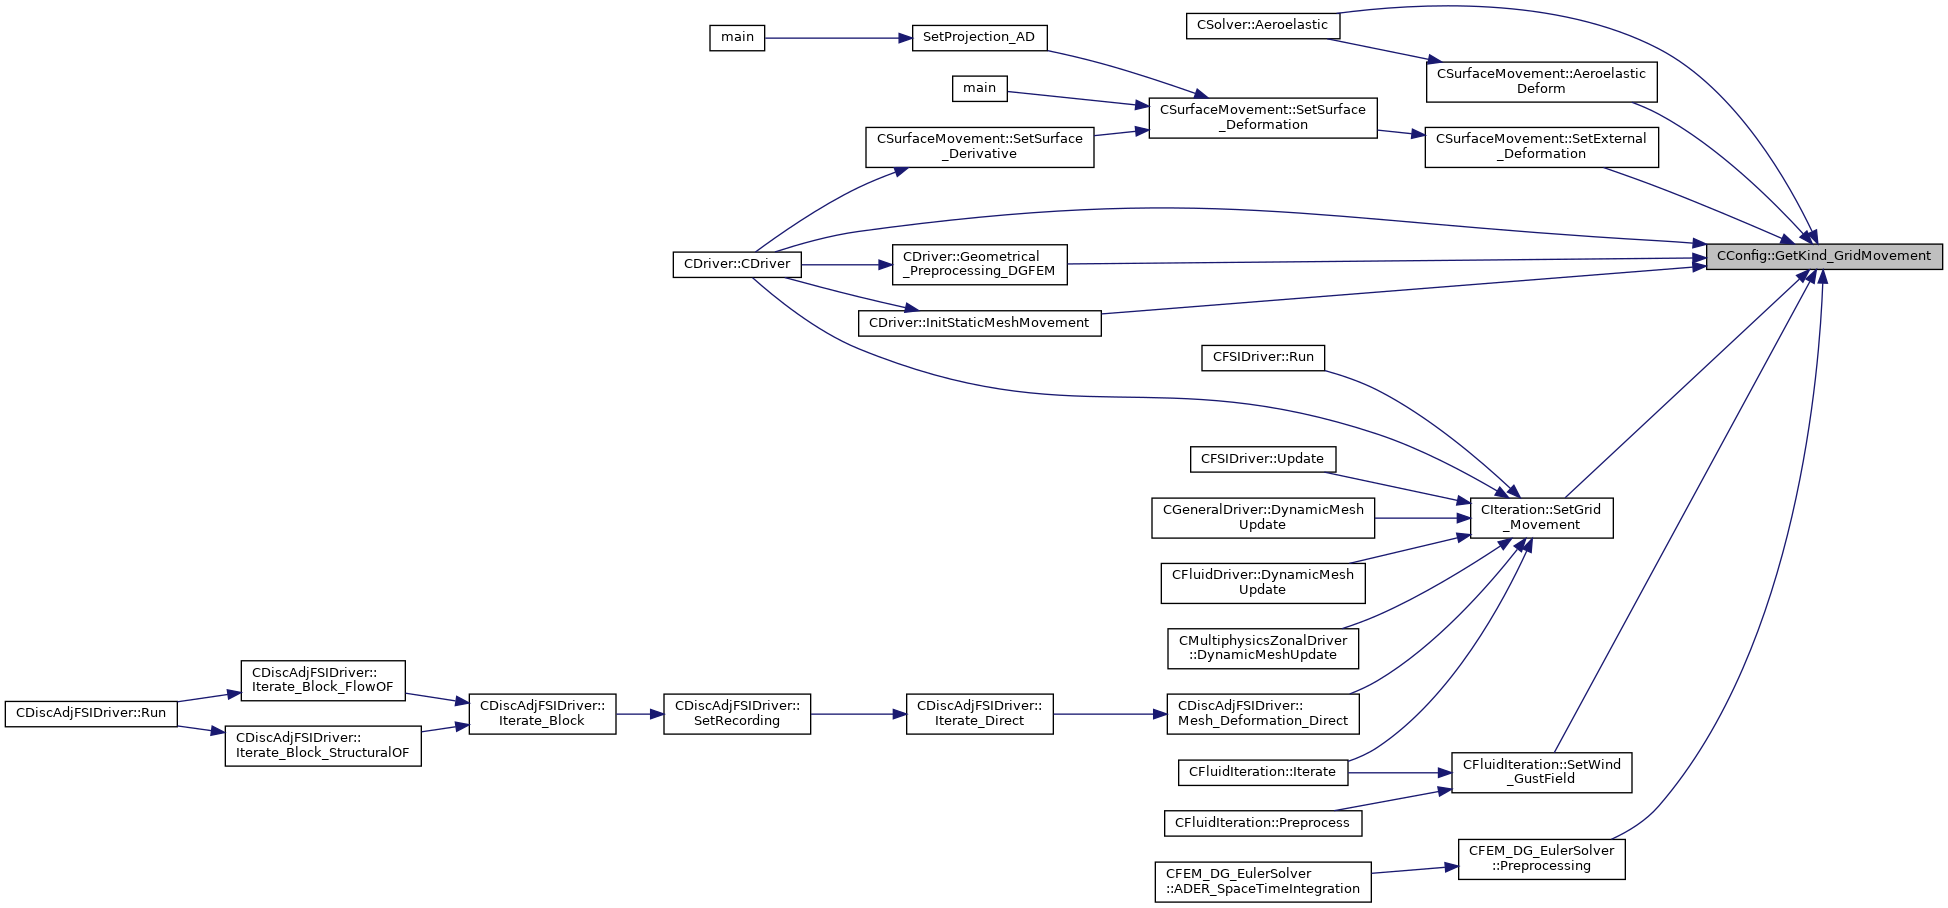 CSolver::Aeroelastic
main
SetProjection_AD
CSurfaceMovement::Aeroelastic
Deform
main
CSurfaceMovement::SetSurface
_Deformation
CSurfaceMovement::SetSurface
_Derivative
CSurfaceMovement::SetExternal
_Deformation
CDriver::CDriver
CDriver::Geometrical
_Preprocessing_DGFEM
CConfig::GetKind_GridMovement
CDriver::InitStaticMeshMovement
CFSIDriver::Run
CFSIDriver::Update
CGeneralDriver::DynamicMesh
Update
CIteration::SetGrid
_Movement
CFluidDriver::DynamicMesh
Update
CMultiphysicsZonalDriver
::DynamicMeshUpdate
CDiscAdjFSIDriver::Run
CDiscAdjFSIDriver::
Iterate_Block_FlowOF
CDiscAdjFSIDriver::
Iterate_Block_StructuralOF
CDiscAdjFSIDriver::
Iterate_Block
CDiscAdjFSIDriver::
SetRecording
CDiscAdjFSIDriver::
Iterate_Direct
CDiscAdjFSIDriver::
Mesh_Deformation_Direct
CFluidIteration::Iterate
CFluidIteration::SetWind
_GustField
CFluidIteration::Preprocess
CFEM_DG_EulerSolver
::Preprocessing
CFEM_DG_EulerSolver
::ADER_SpaceTimeIntegration